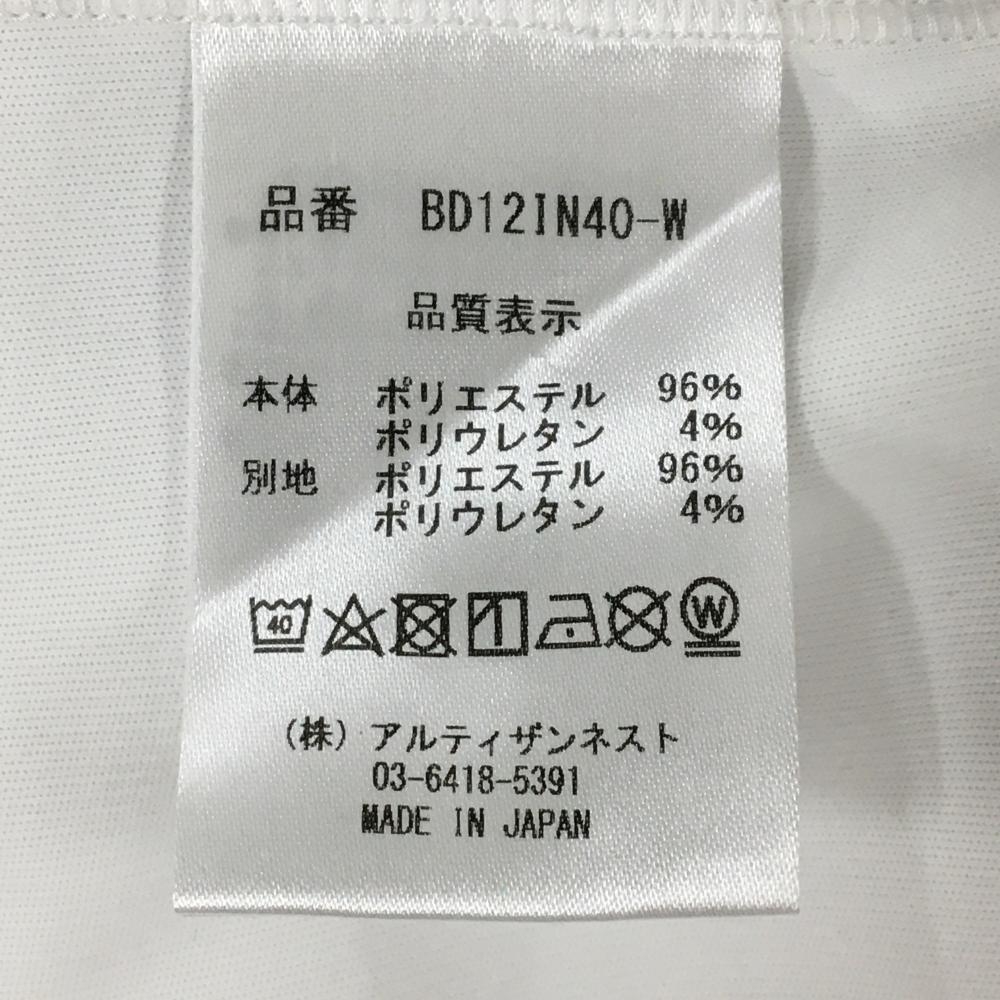 品番 BD12IN40-W
品質表示
本体 ポリエステル 96%
ポリウレタン 4%
別地 ポリエステル 96%
ポリウレタン 4%
40 W
(株) アルティザンネスト
03-6418-5391
MADE IN JAPAN